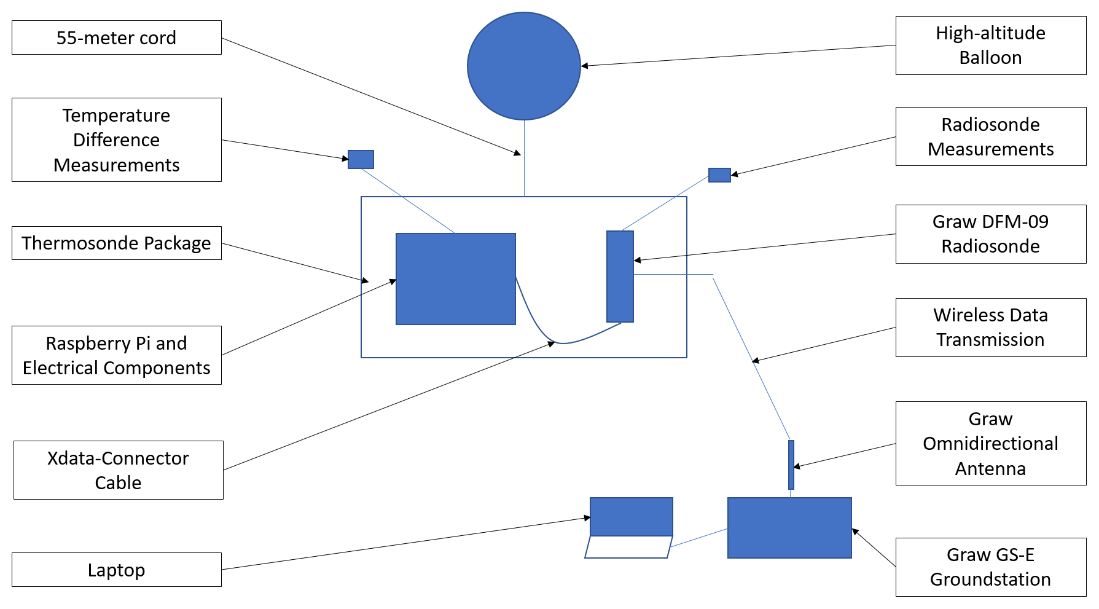 55-meter cord
High-altitude
Balloon
Temperature
Difference
Measurements
Radiosonde
Measurements
Thermosonde Package
Graw DFM-09
Radiosonde
Raspberry Pi and
Electrical Components
Wireless Data
Transmission
Xdata-Connector
Cable
Graw
Omnidirectional
Antenna
Laptop
Graw GS-E
Groundstation